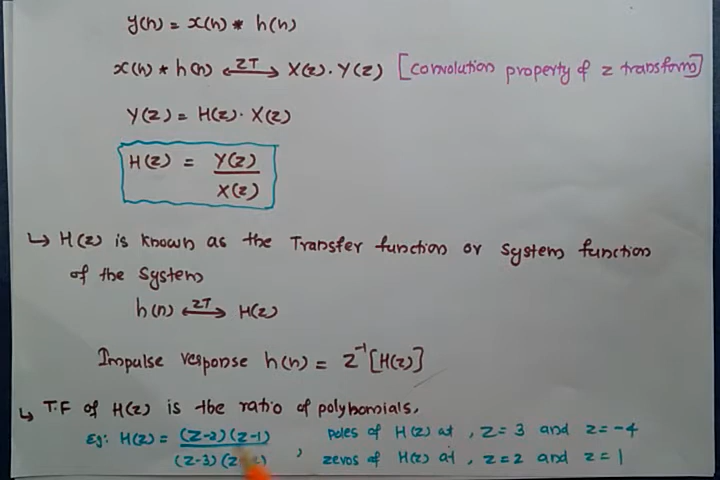 y(n) = x(n) * h(n)
x(n) * h(n) ⟷ZT X(z) . Y(z) [convolution property of z transform]
Y(z) = H(z) . X(z)
H(z) = Y(z)
X(z)
↳ H(z) is known as the Transfer function or System function
of the System
h(n) ⟷ZT H(z)
Impulse response h(n) = Z⁻¹[H(z)]
↳ T.F of H(z) is the ratio of polynomials.
Eg: H(z) = (z-2)(z-1) , poles of H(z) at , z = 3 and z = -4
(z-3)(z zeros of H(z) at , z = 2 and z = 1